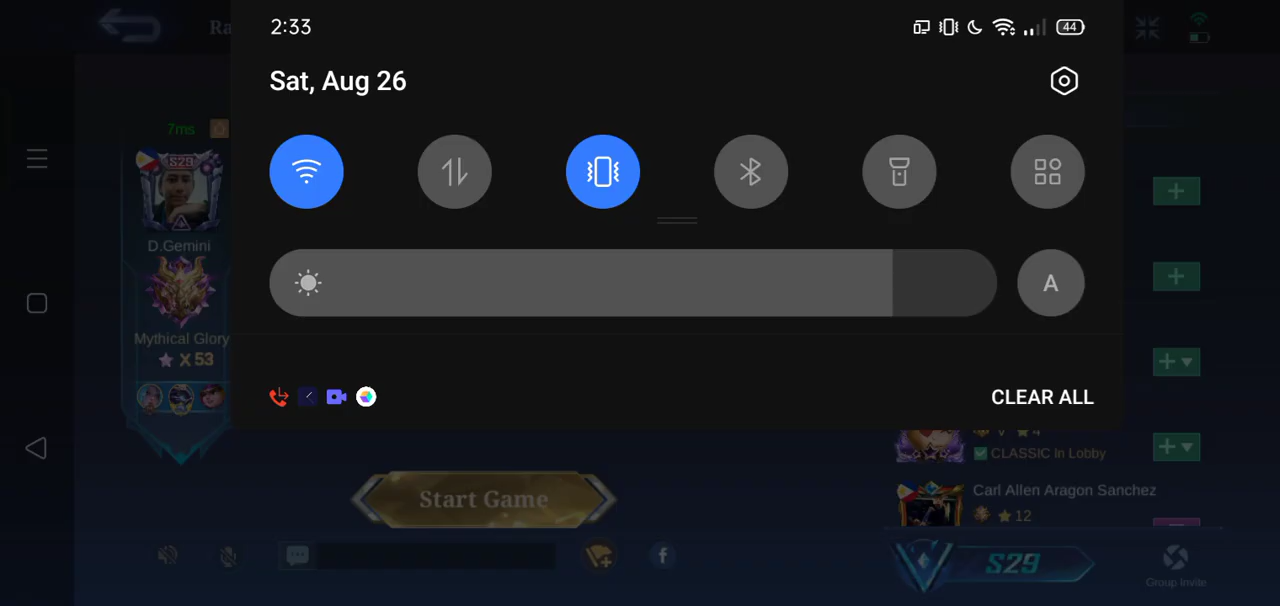 2:33
44
Sat, Aug 26
7ms
S29
D.Gemini
Mythical Glory
X 53
A
CLEAR ALL
CLASSIC In Lobby
Carl Allen Aragon Sanchez
12
Start Game
S29
Group Invite